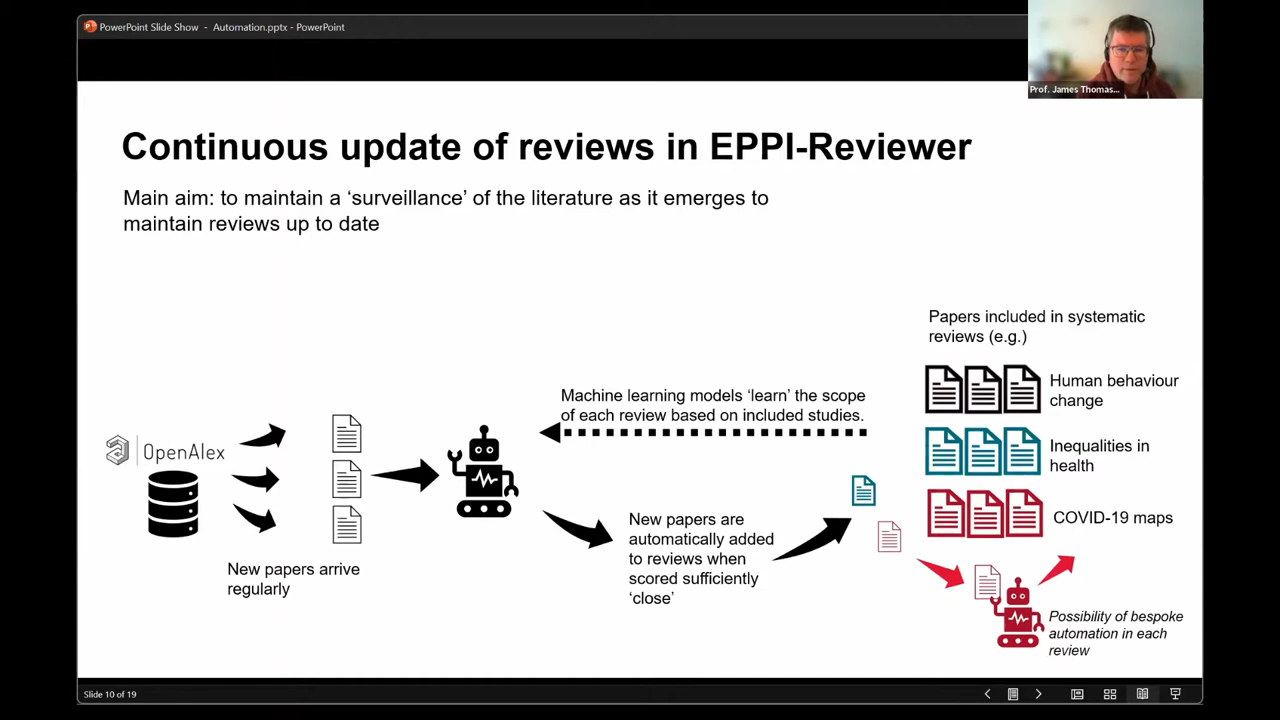 PowerPoint Slide Show - Automation.pptx - PowerPoint
Prof. James Thomas...
Continuous update of reviews in EPPI-Reviewer
Main aim: to maintain a ‘surveillance’ of the literature as it emerges to
maintain reviews up to date
Papers included in systematic
reviews (e.g.)
Human behaviour
change
Inequalities in
health
COVID-19 maps
Machine learning models ‘learn’ the scope
of each review based on included studies.
OpenAlex
New papers arrive
regularly
New papers are
automatically added
to reviews when
scored sufficiently
‘close’
Possibility of bespoke
automation in each
review
Slide 10 of 19